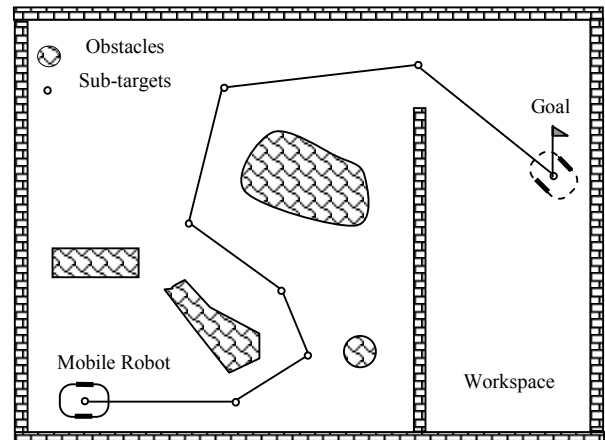 Obstacles
Sub-targets
Goal
Mobile Robot
Workspace